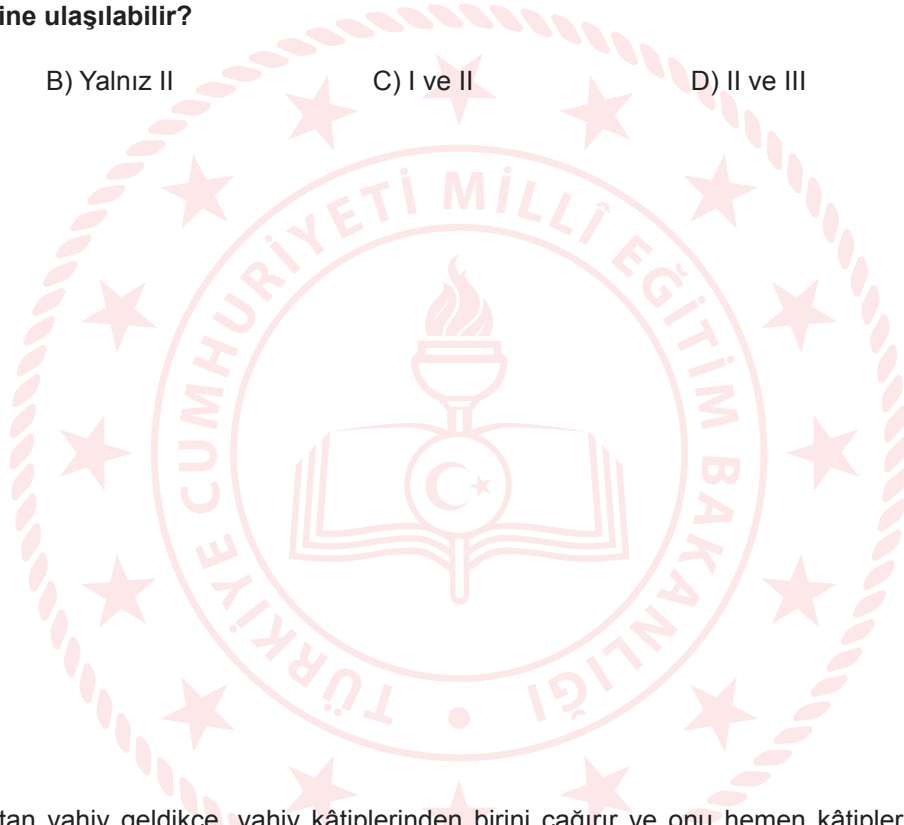 ine ulaşılabilir?
B) Yalnız II C) I ve II D) II ve III
TÜRKİYE CUMHURİYETİ MİLLÎ EĞİTİM BAKANLIĞI
tan vahiy geldikçe, vahiy kâtiplerinden birini çağırır ve onu hemen kâtipler